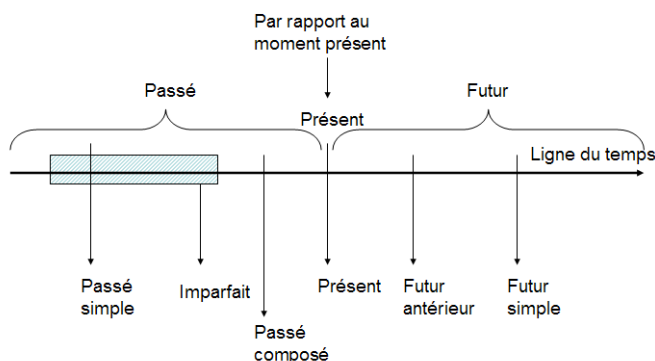 Par rapport au
moment présent
Passé
Futur
Présent
Ligne du temps
Passé
simple
Imparfait
Passé
composé
Présent
Futur
antérieur
Futur
simple